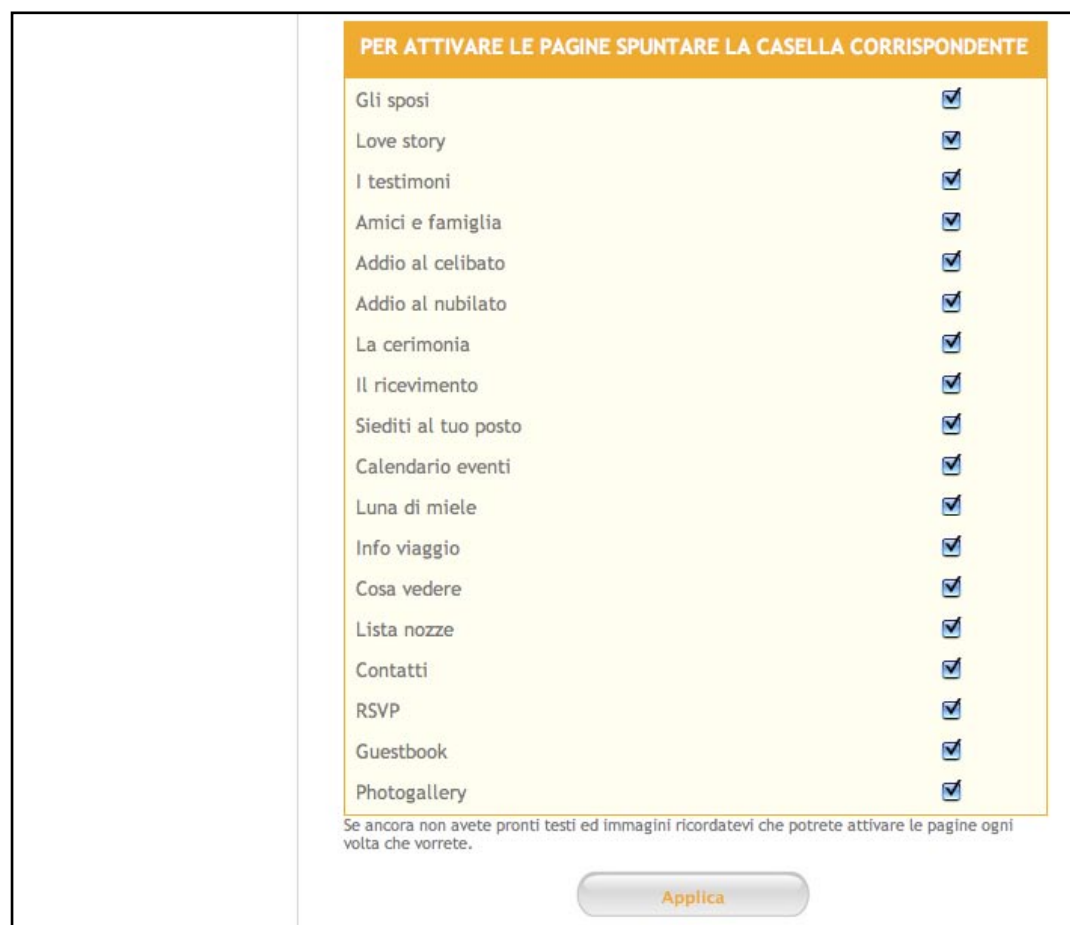 PER ATTIVARE LE PAGINE SPUNTARE LA CASELLA CORRISPONDENTE
Gli sposi
Love story
I testimoni
Amici e famiglia
Addio al celibato
Addio al nubilato
La cerimonia
Il ricevimento
Siediti al tuo posto
Calendario eventi
Luna di miele
Info viaggio
Cosa vedere
Lista nozze
Contatti
RSVP
Guestbook
Photogallery
Se ancora non avete pronti testi ed immagini ricordatevi che potrete attivare le pagine ogni
volta che vorrete.
Applica